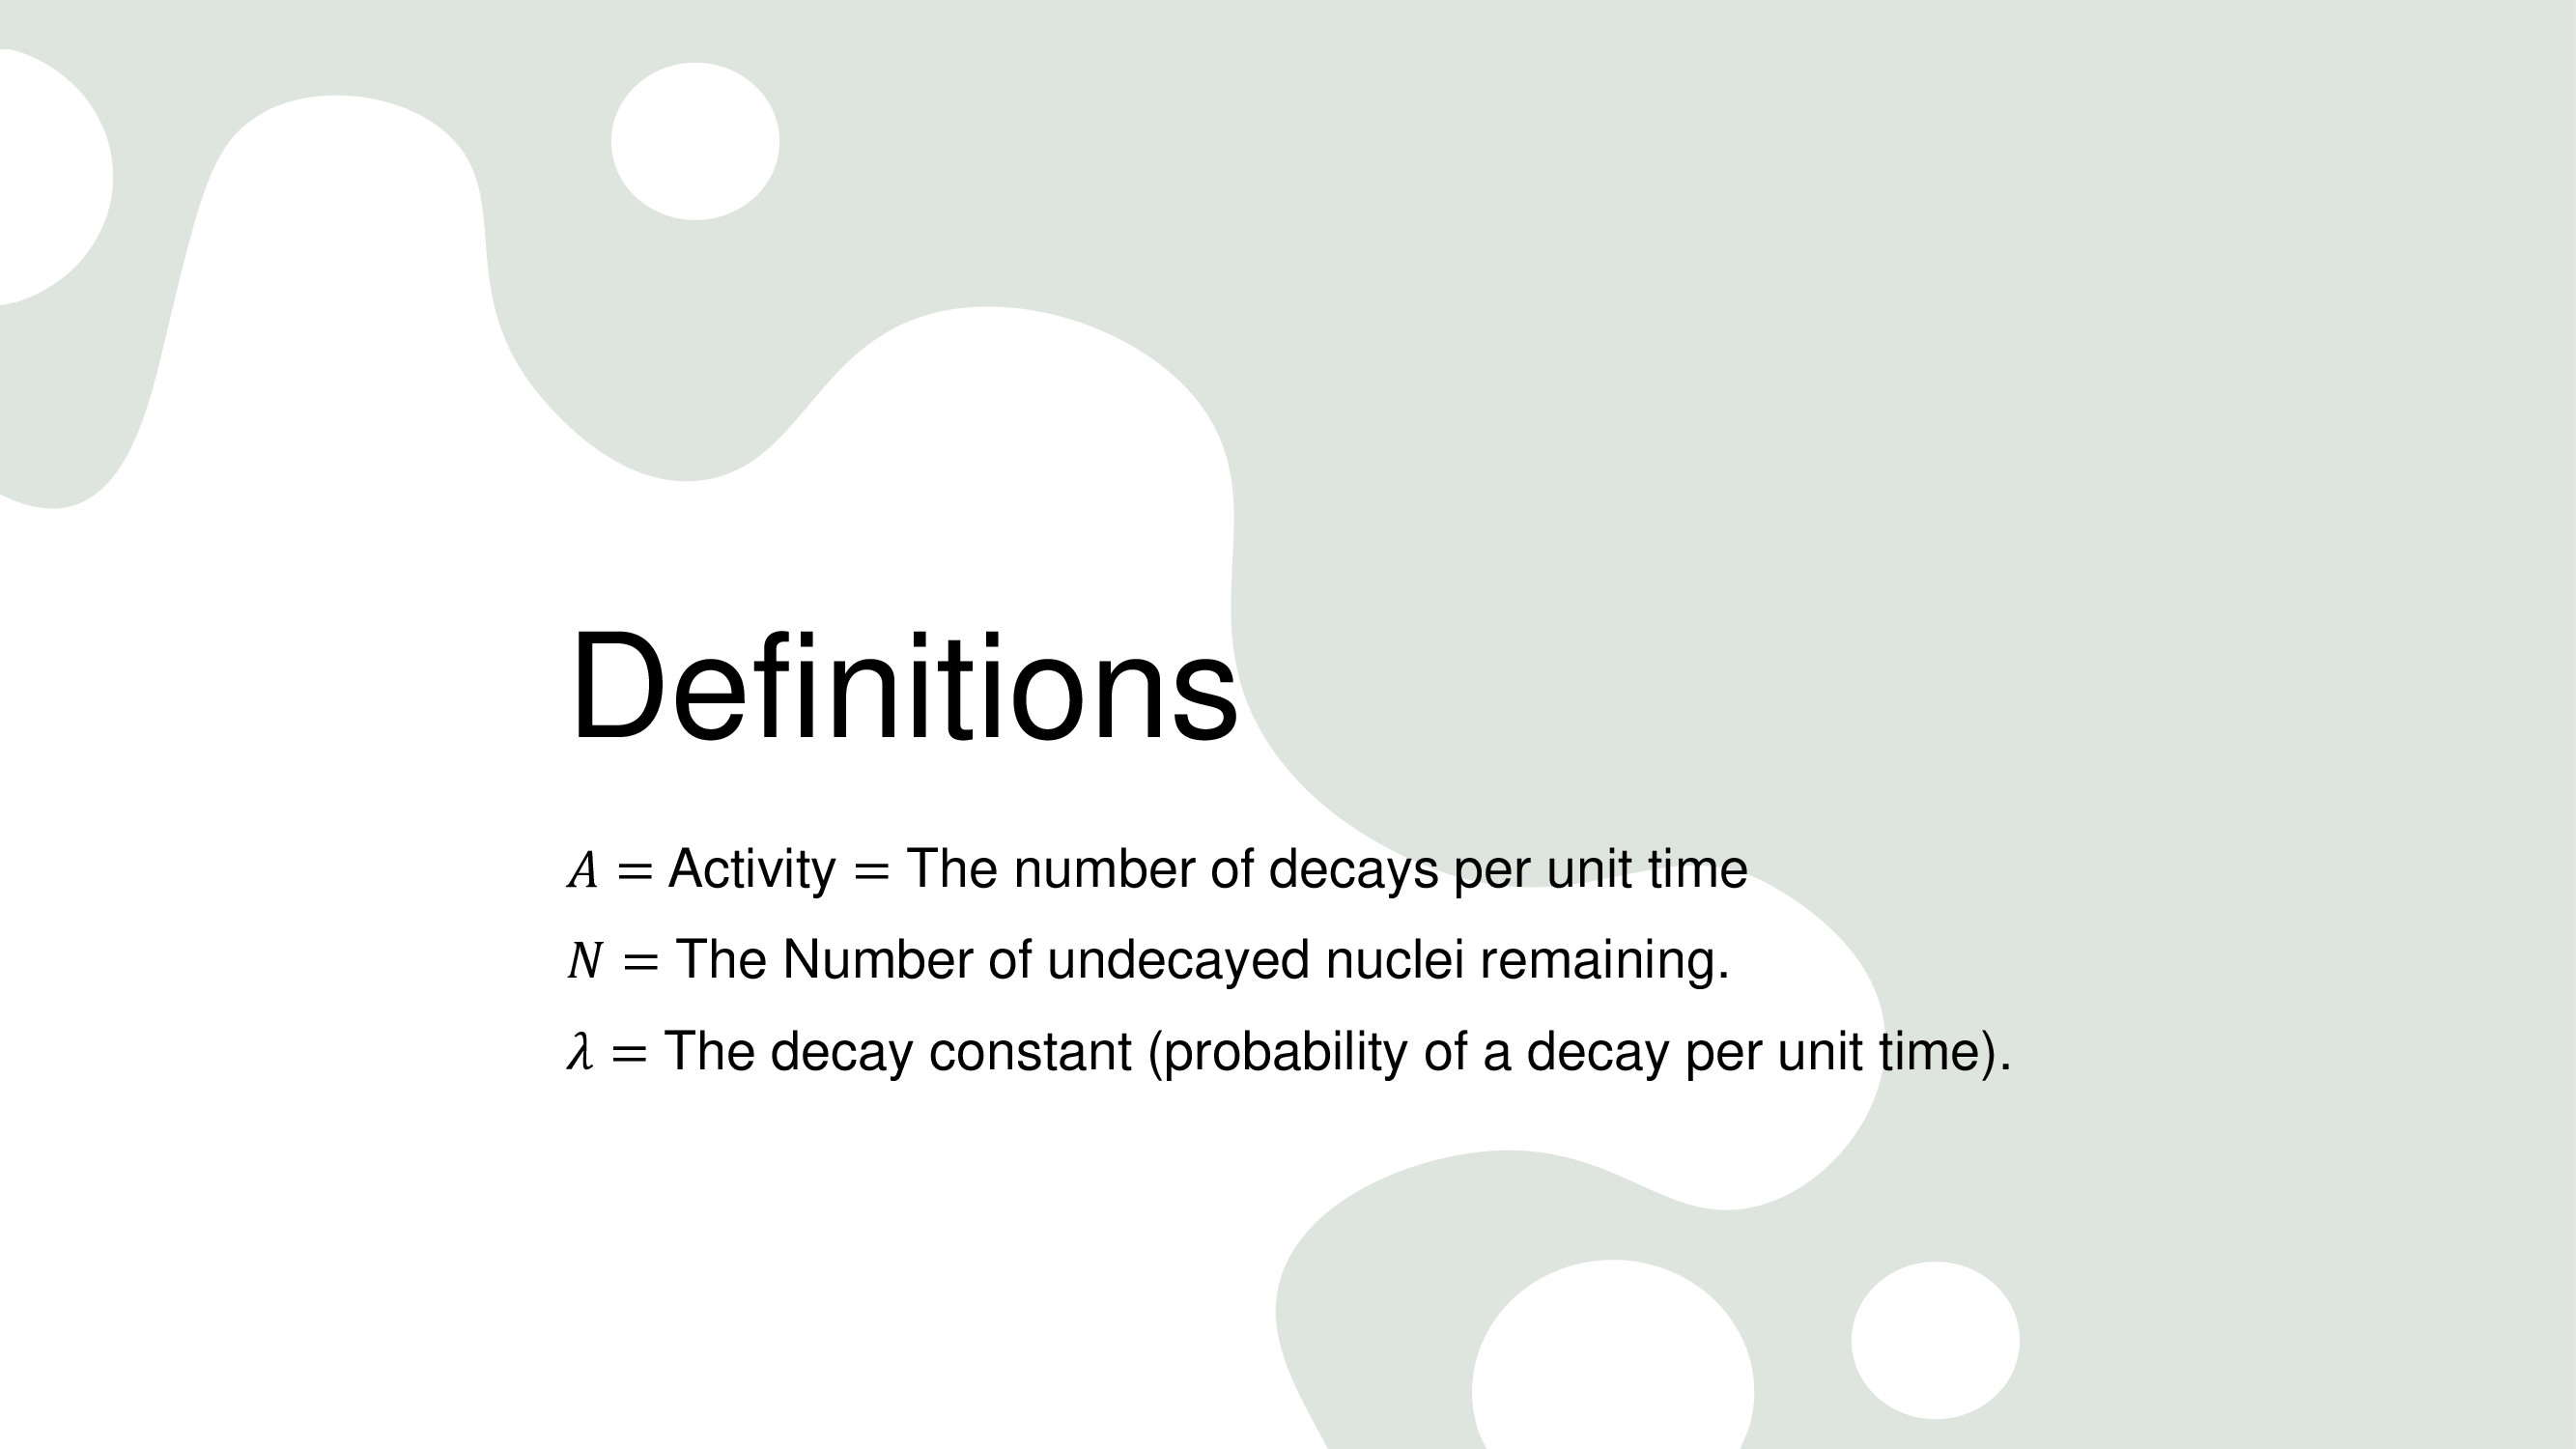 Definitions
A = Activity = The number of decays per unit time
N = The Number of undecayed nuclei remaining.
λ = The decay constant (probability of a decay per unit time).